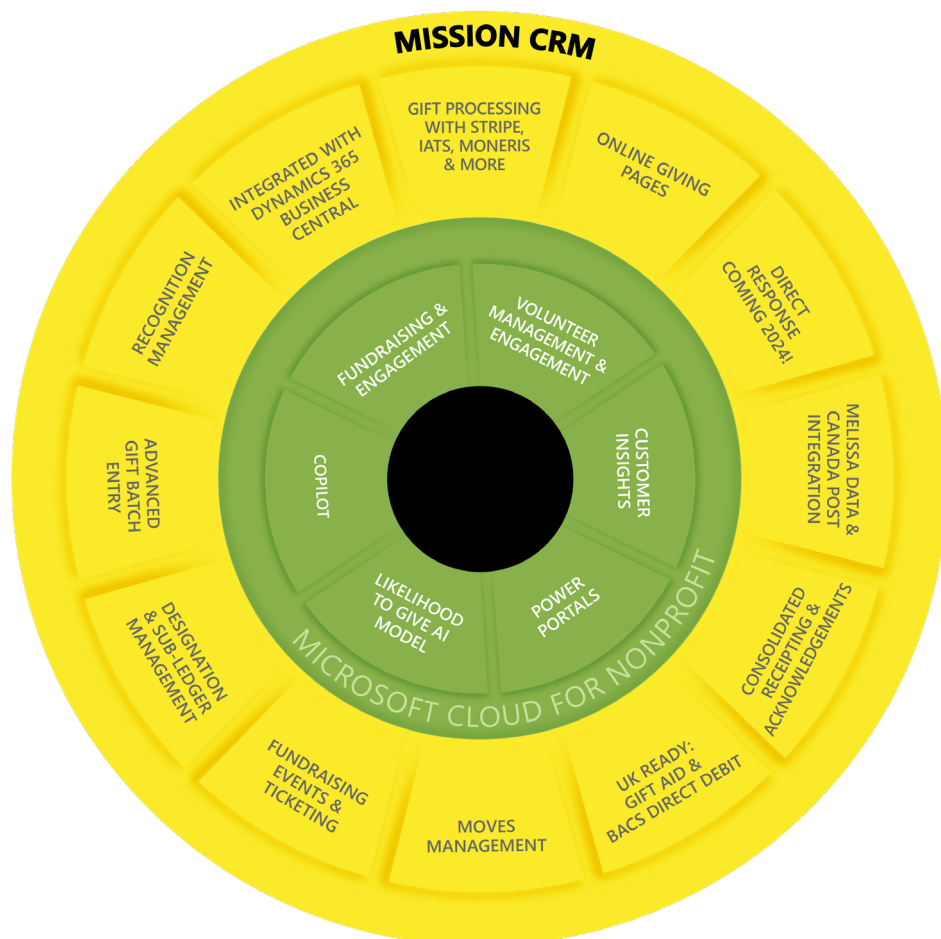 MISSION CRM
GIFT PROCESSING
WITH STRIPE,
IATS, MONERIS
& MORE
ONLINE GIVING
PAGES
DIRECT
RESPONSE
COMING 2024!
MELISSA DATA &
CANADA POST
INTEGRATION
CONSOLIDATED
RECEIPTING &
ACKNOWLEDGEMENTS
UK READY:
GIFT AID &
BACS DIRECT DEBIT
MOVES
MANAGEMENT
FUNDRAISING
EVENTS &
TICKETING
DESIGNATION
& SUB-LEDGER
MANAGEMENT
ADVANCED
GIFT BATCH
ENTRY
RECOGNITION
MANAGEMENT
INTEGRATED WITH
DYNAMICS 365
BUSINESS
CENTRAL
FUNDRAISING &
ENGAGEMENT
VOLUNTEER
MANAGEMENT &
ENGAGEMENT
CUSTOMER
INSIGHTS
POWER
PORTALS
LIKELIHOOD
TO GIVE AI
MODEL
COPILOT
MICROSOFT CLOUD FOR NONPROFIT